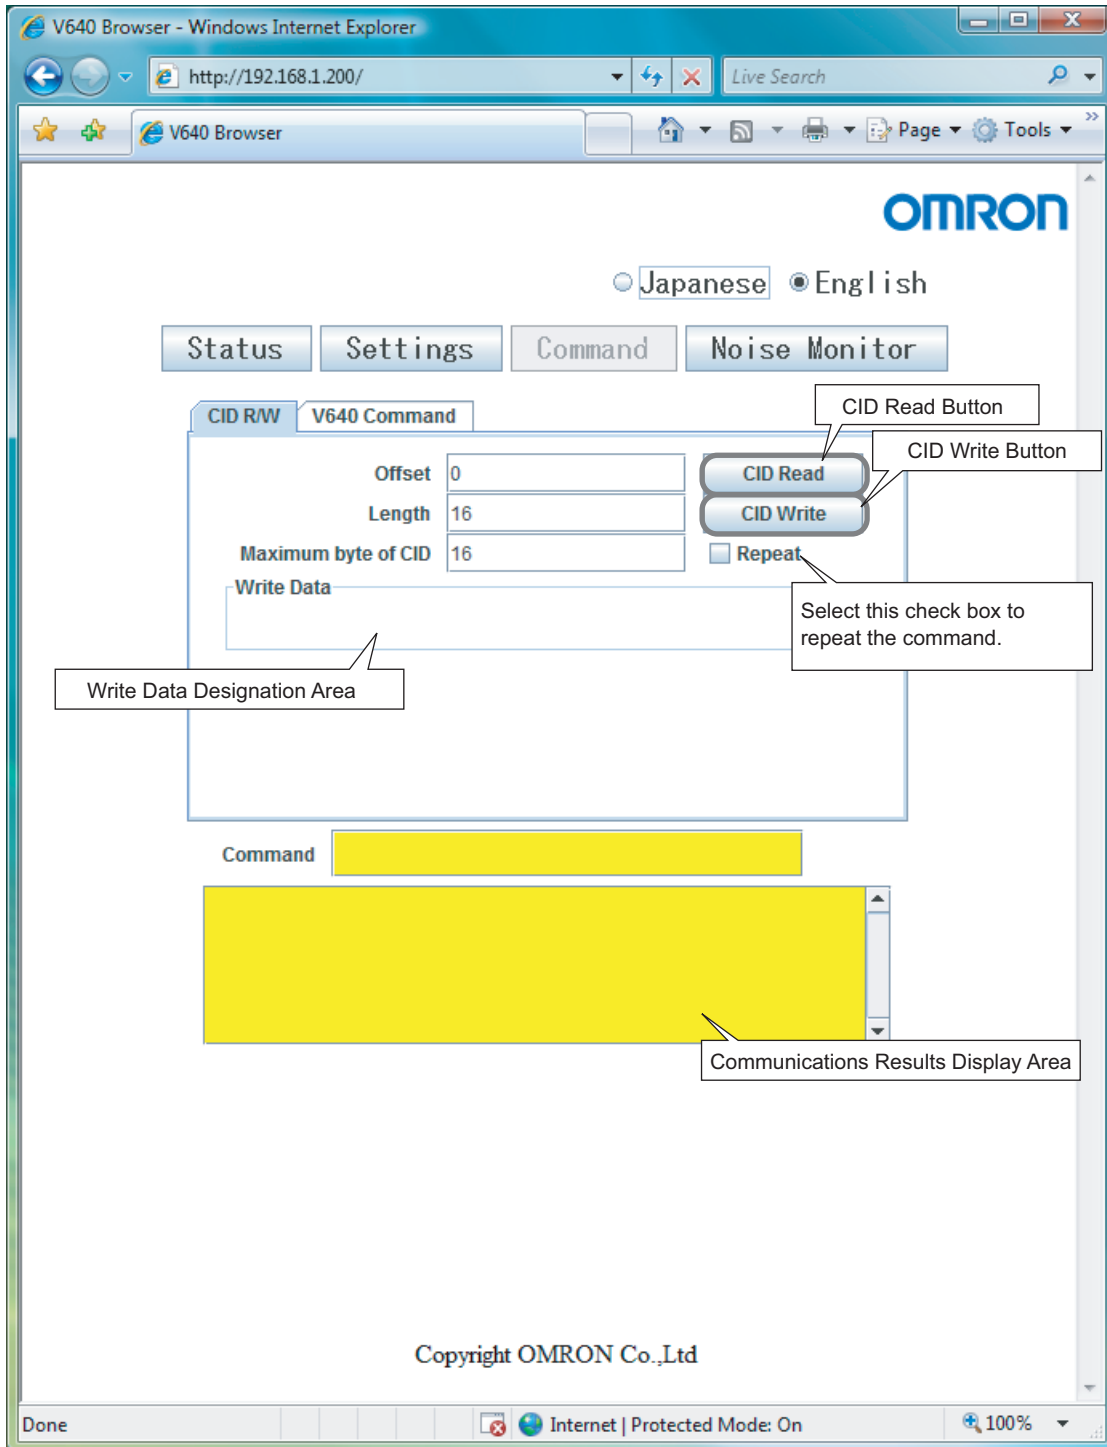 V640 Browser - Windows Internet Explorer
http://192.168.1.200/
Live Search
V640 Browser
Page
Tools
OMRON
Japanese English
Status Settings Command Noise Monitor
CID R/W V640 Command
CID Read Button
CID Write Button
Offset 0 CID Read
Length 16 CID Write
Maximum byte of CID 16 Repeat
Write Data
Select this check box to
repeat the command.
Write Data Designation Area
Command
Communications Results Display Area
Copyright OMRON Co.,Ltd
Done Internet | Protected Mode: On 100%